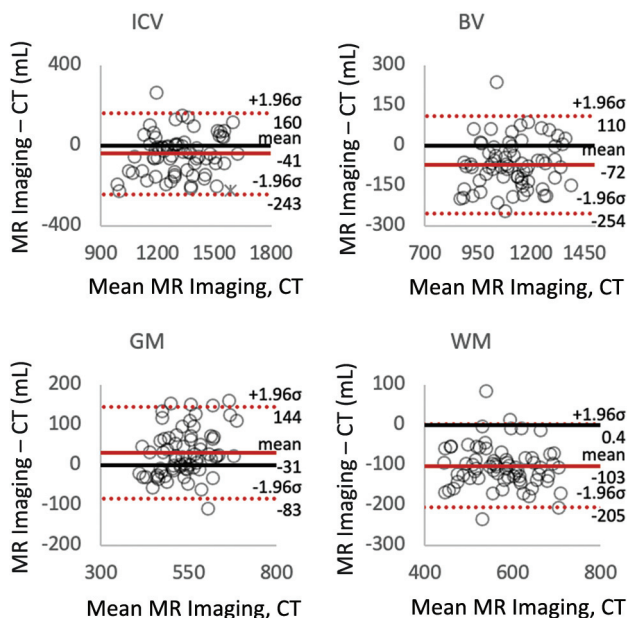 ICV
MR Imaging – CT (mL)
400
0
-400
+1.96σ
160
mean
-41
-1.96σ
-243
900 1200 1500 1800
Mean MR Imaging, CT
BV
MR Imaging – CT (mL)
300
150
0
-150
-300
+1.96σ
110
mean
-72
-1.96σ
-254
700 950 1200 1450
Mean MR Imaging, CT
GM
MR Imaging – CT (mL)
200
100
0
-100
-200
+1.96σ
144
mean
-31
-1.96σ
-83
300 550 800
Mean MR Imaging, CT
WM
MR Imaging – CT (mL)
100
0
-100
-200
-300
+1.96σ
0.4
mean
-103
-1.96σ
-205
400 600 800
Mean MR Imaging, CT